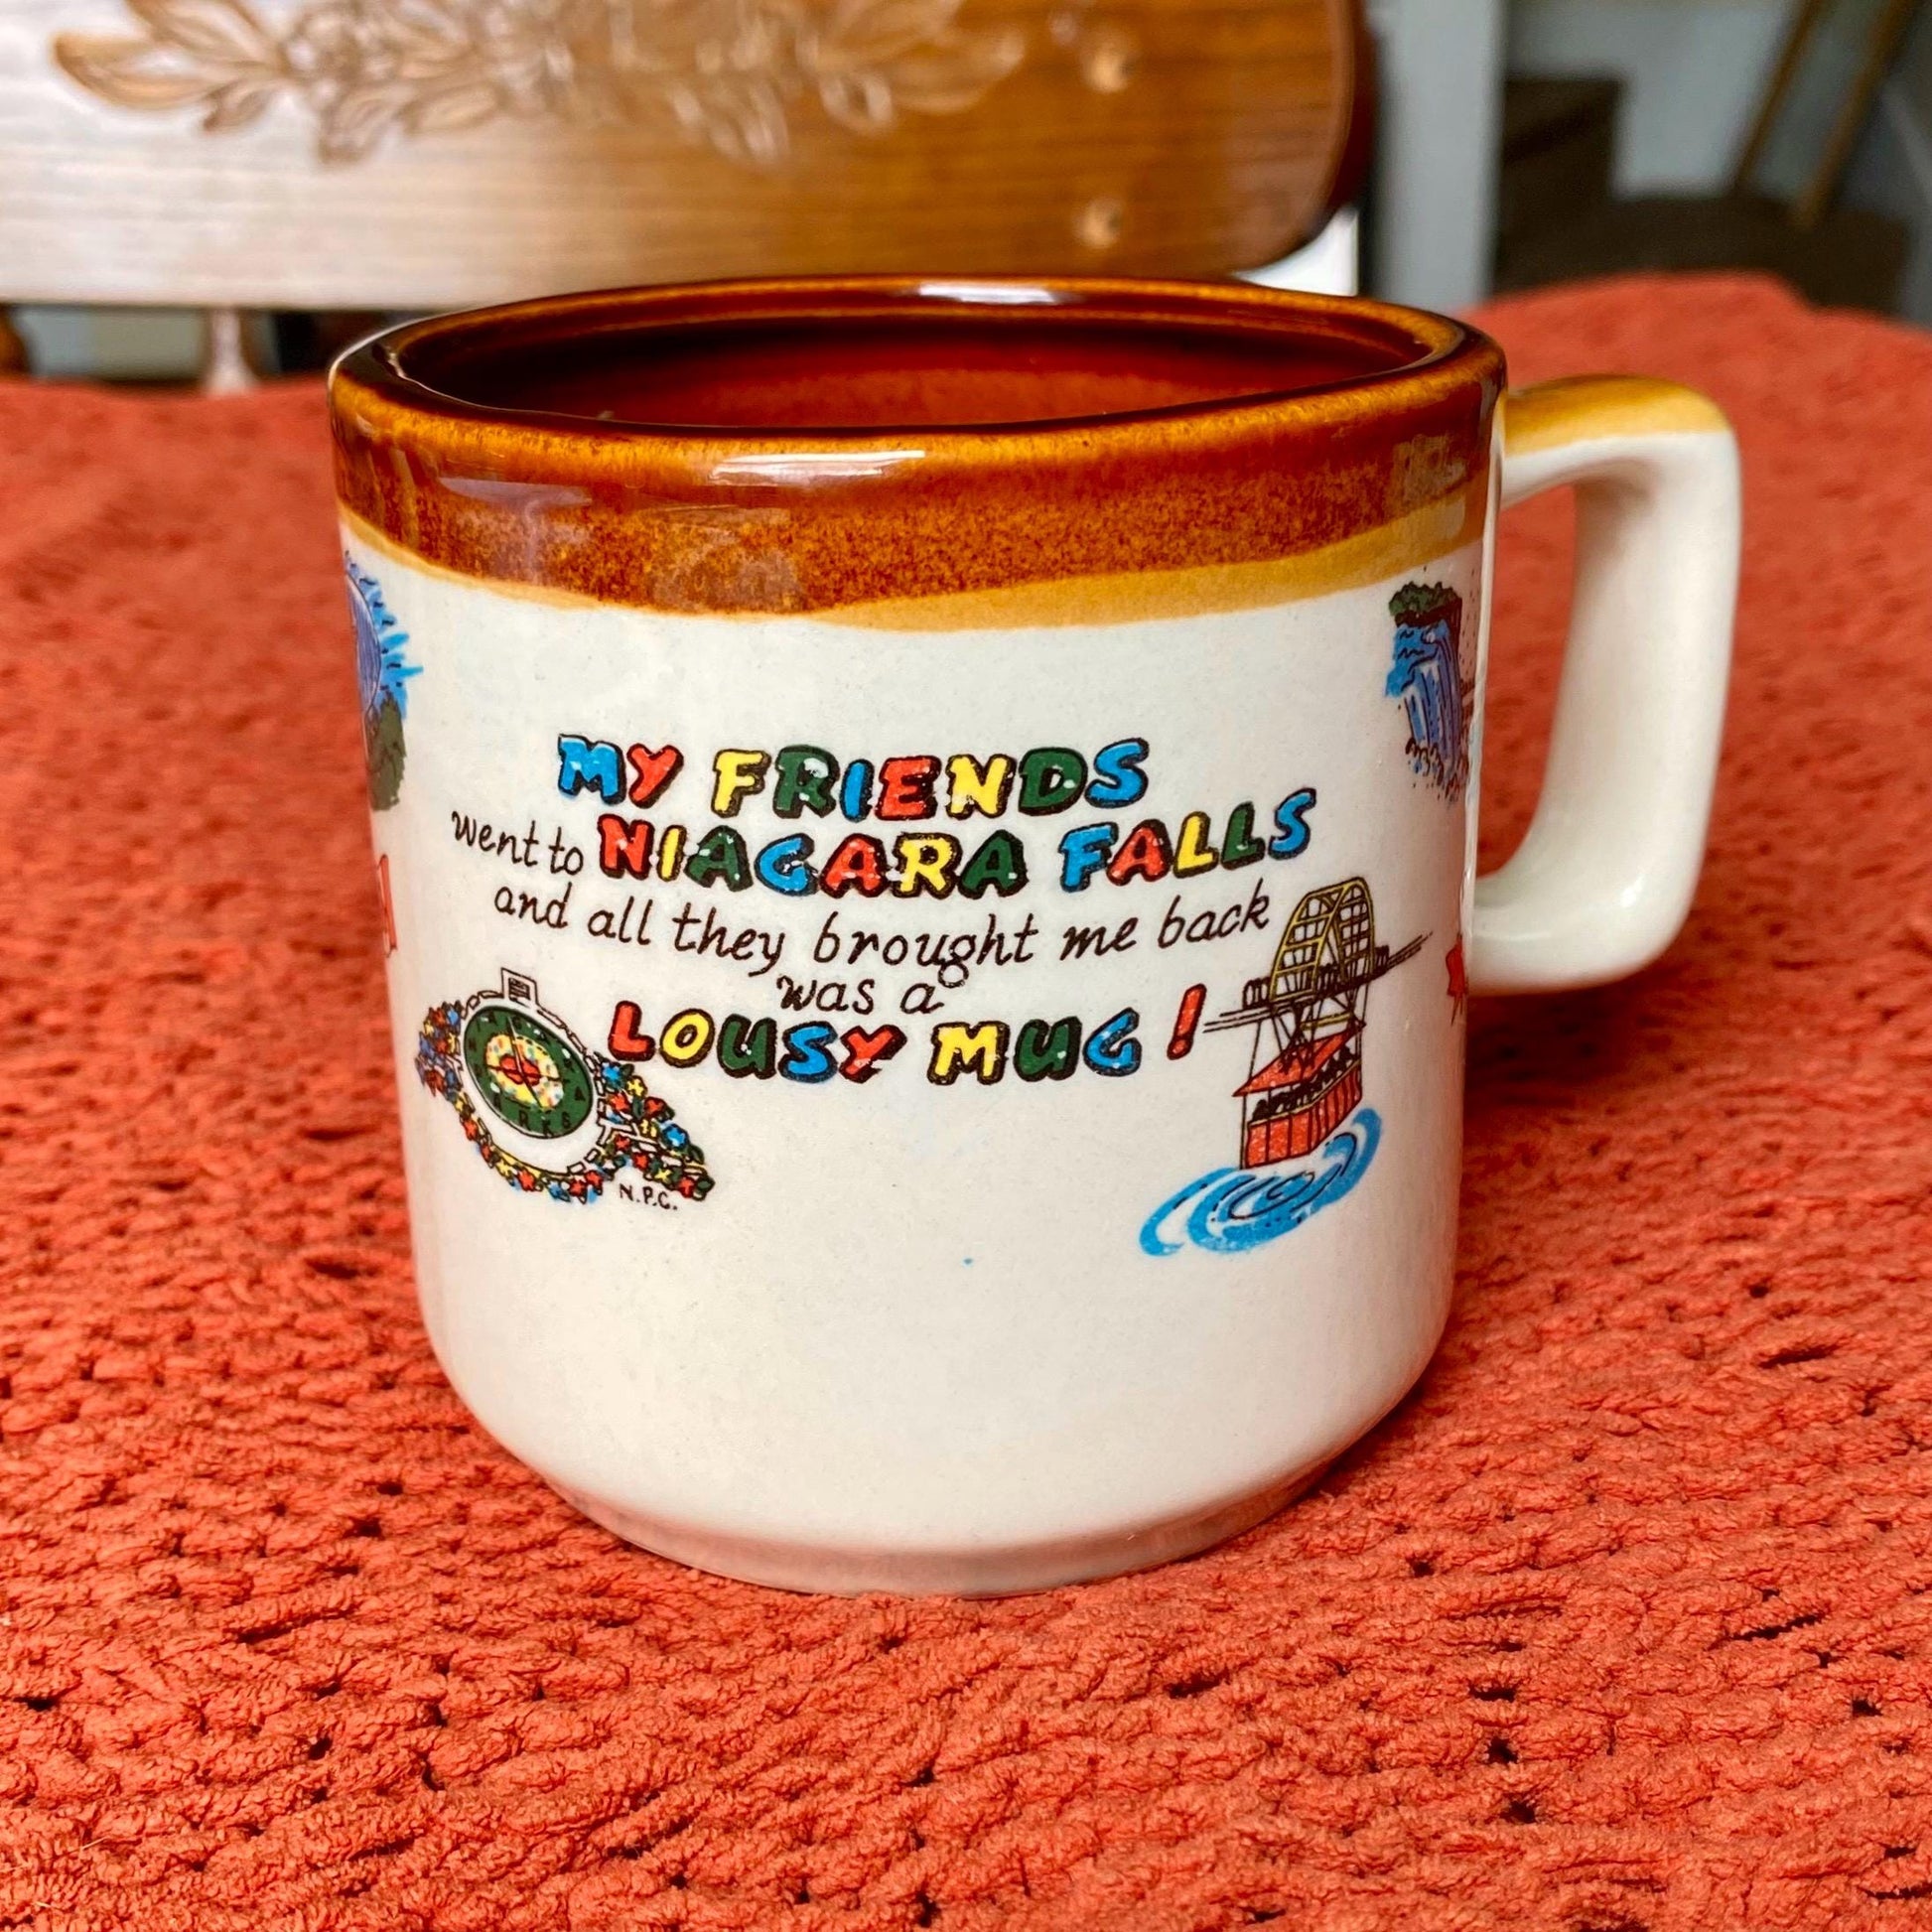 MY FRIENDS
went to NIAGARA FALLS
and all they brought me back
was a
LOUSY MUG!
N.P.C.